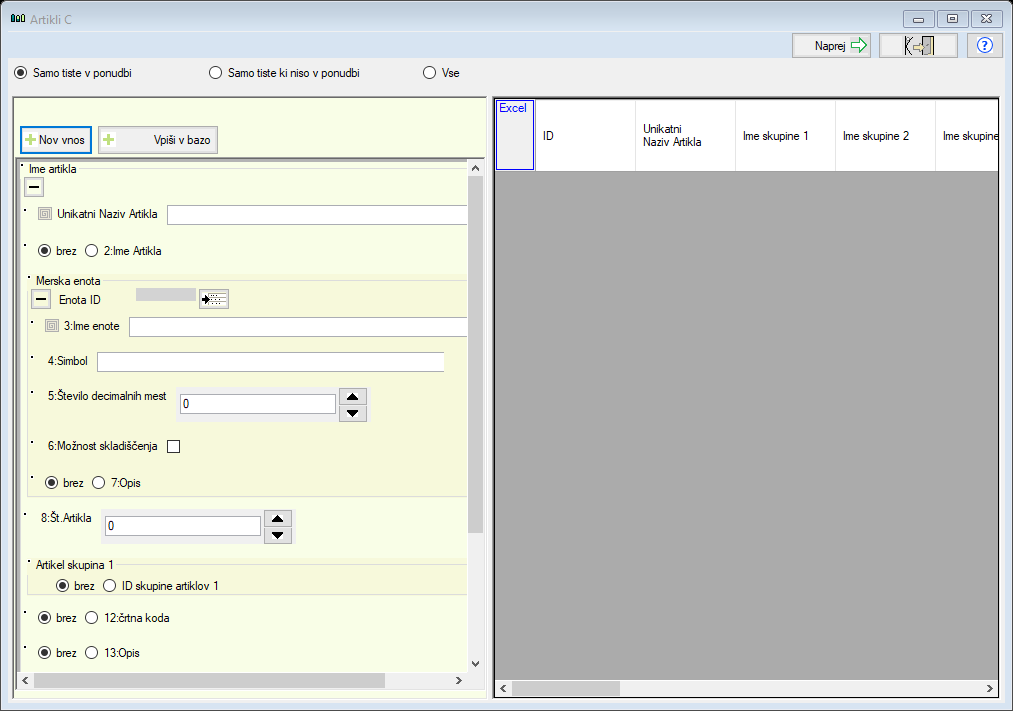 Artikli C
Naprej
?
Samo tiste v ponudbi
Samo tiste ki niso v ponudbi
Vse
Nov vnos
Vpiši v bazo
Ime artikla
Unikatni Naziv Artikla
brez
2:Ime Artikla
Merska enota
Enota ID
3:Ime enote
4:Simbol
5:Število decimalnih mest
0
6:Možnost skladiščenja
brez
7:Opis
8:Št.Artikla
0
Artikel skupina 1
brez
ID skupine artiklov 1
brez
12:črtna koda
brez
13:Opis
Excel
ID
Unikatni
Naziv Artikla
Ime skupine 1
Ime skupine 2
Ime skupine